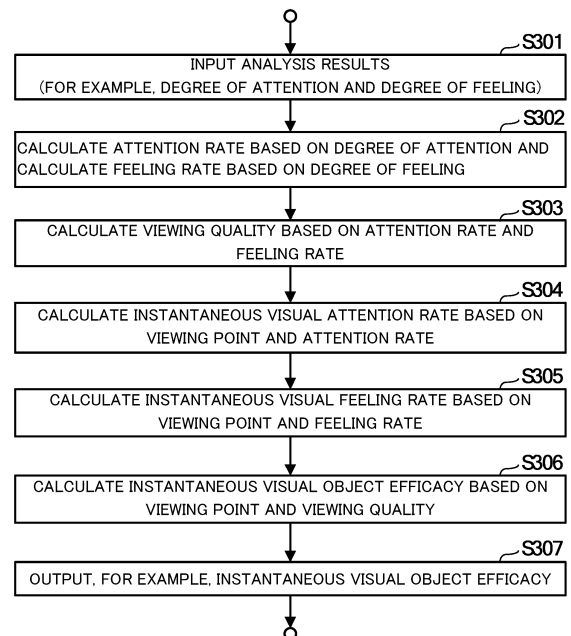 S301
INPUT ANALYSIS RESULTS
(FOR EXAMPLE, DEGREE OF ATTENTION AND DEGREE OF FEELING)
S302
CALCULATE ATTENTION RATE BASED ON DEGREE OF ATTENTION AND
CALCULATE FEELING RATE BASED ON DEGREE OF FEELING
S303
CALCULATE VIEWING QUALITY BASED ON ATTENTION RATE AND
FEELING RATE
S304
CALCULATE INSTANTANEOUS VISUAL ATTENTION RATE BASED ON
VIEWING POINT AND ATTENTION RATE
S305
CALCULATE INSTANTANEOUS VISUAL FEELING RATE BASED ON
VIEWING POINT AND FEELING RATE
S306
CALCULATE INSTANTANEOUS VISUAL OBJECT EFFICACY BASED ON
VIEWING POINT AND VIEWING QUALITY
S307
OUTPUT, FOR EXAMPLE, INSTANTANEOUS VISUAL OBJECT EFFICACY